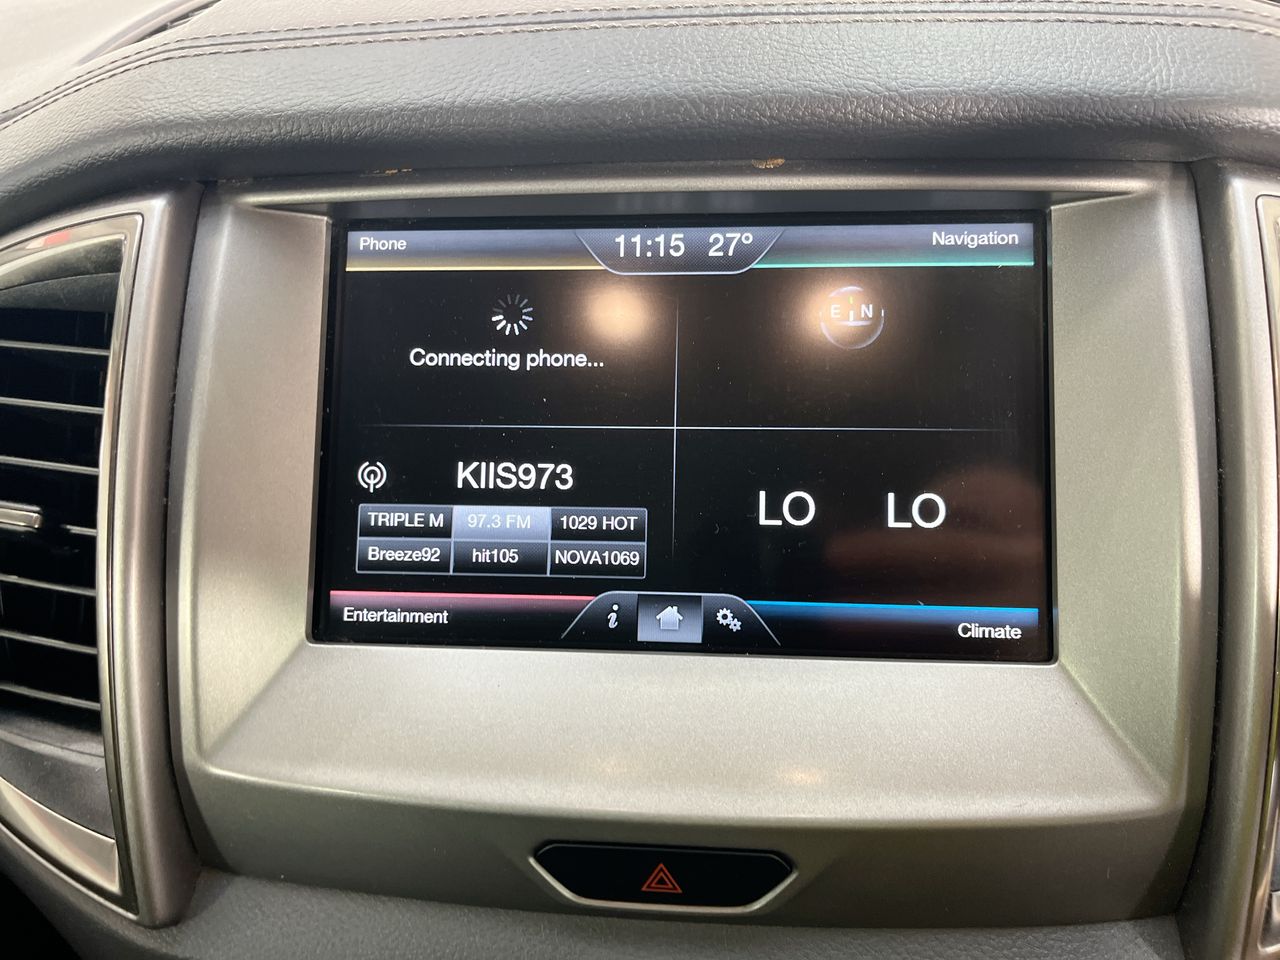 Phone
11:15 27°
Navigation
Connecting phone...
E N
KIIS973
TRIPLE M 97.3 FM 1029 HOT
Breeze92 hit105 NOVA1069
LO LO
Entertainment
i
Climate